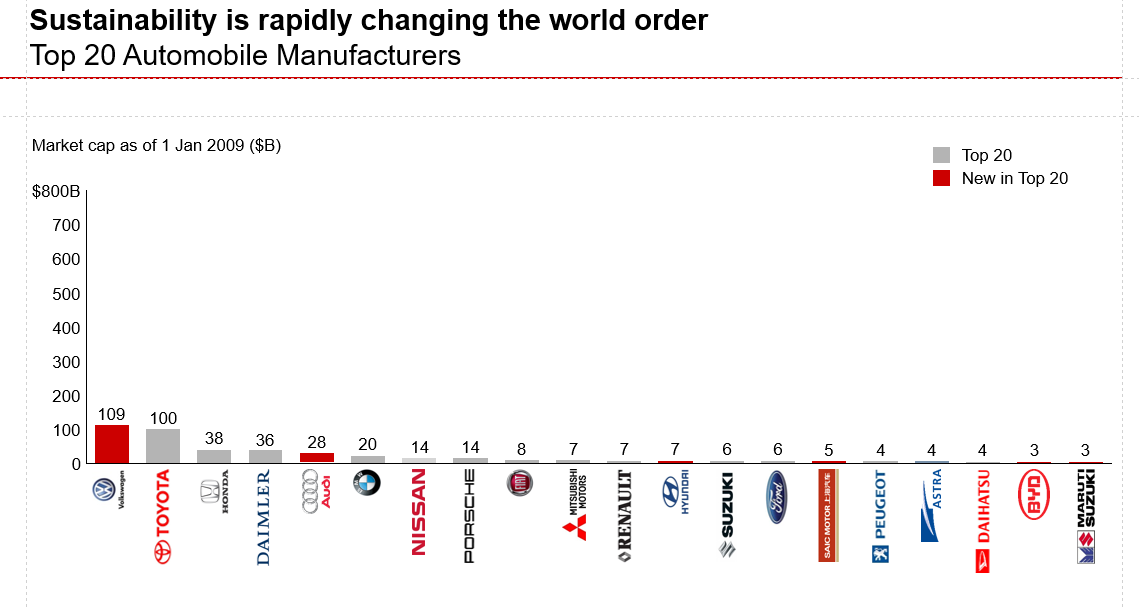 Sustainability is rapidly changing the world order
Top 20 Automobile Manufacturers
Market cap as of 1 Jan 2009 ($B)
Top 20
New in Top 20
$800B
700
600
500
400
300
200
100
0
109
100
38
36
28
20
14
14
8
7
7
7
6
6
5
4
4
4
3
3
Volkswagen
TOYOTA
HONDA
DAIMLER
Audi
BMW
NISSAN
PORSCHE
FIAT
MITSUBISHI
MOTORS
RENAULT
HYUNDAI
SUZUKI
Ford
SAIC MOTOR 上海汽车
PEUGEOT
ASTRA
DAIHATSU
BYD
MARUTI
SUZUKI